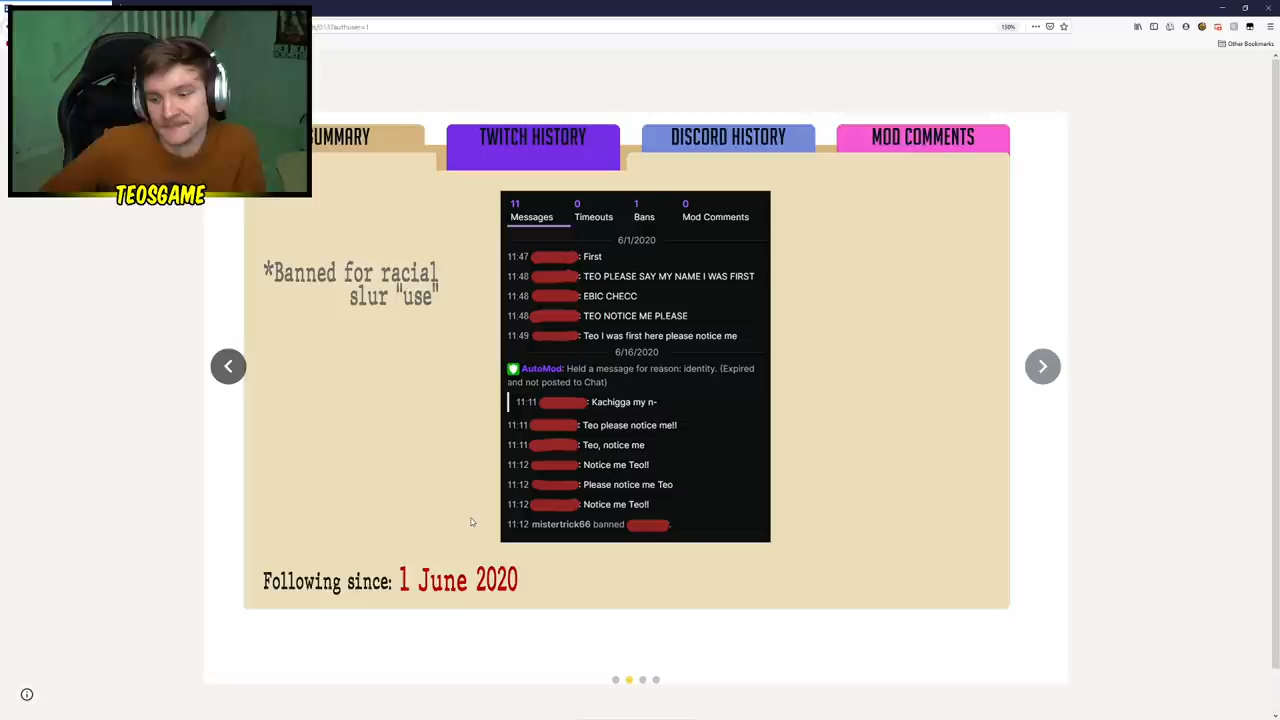 150%
Other Bookmarks
TEOSGAME
SUMMARY
TWITCH HISTORY
DISCORD HISTORY
MOD COMMENTS
*Banned for racial
slur "use"
11 0 1 0
Messages Timeouts Bans Mod Comments
6/1/2020
11:47 : First
11:48 : TEO PLEASE SAY MY NAME I WAS FIRST
11:48 : EBIC CHECC
11:48 : TEO NOTICE ME PLEASE
11:49 : Teo I was first here please notice me
6/16/2020
AutoMod: Held a message for reason: identity. (Expired
and not posted to Chat)
11:11 : Kachigga my n-
11:11 : Teo please notice me!!
11:11 : Teo, notice me
11:12 : Notice me Teo!!
11:12 : Please notice me Teo
11:12 : Notice me Teo!!
11:12 mistertrick66 banned .
Following since: 1 June 2020